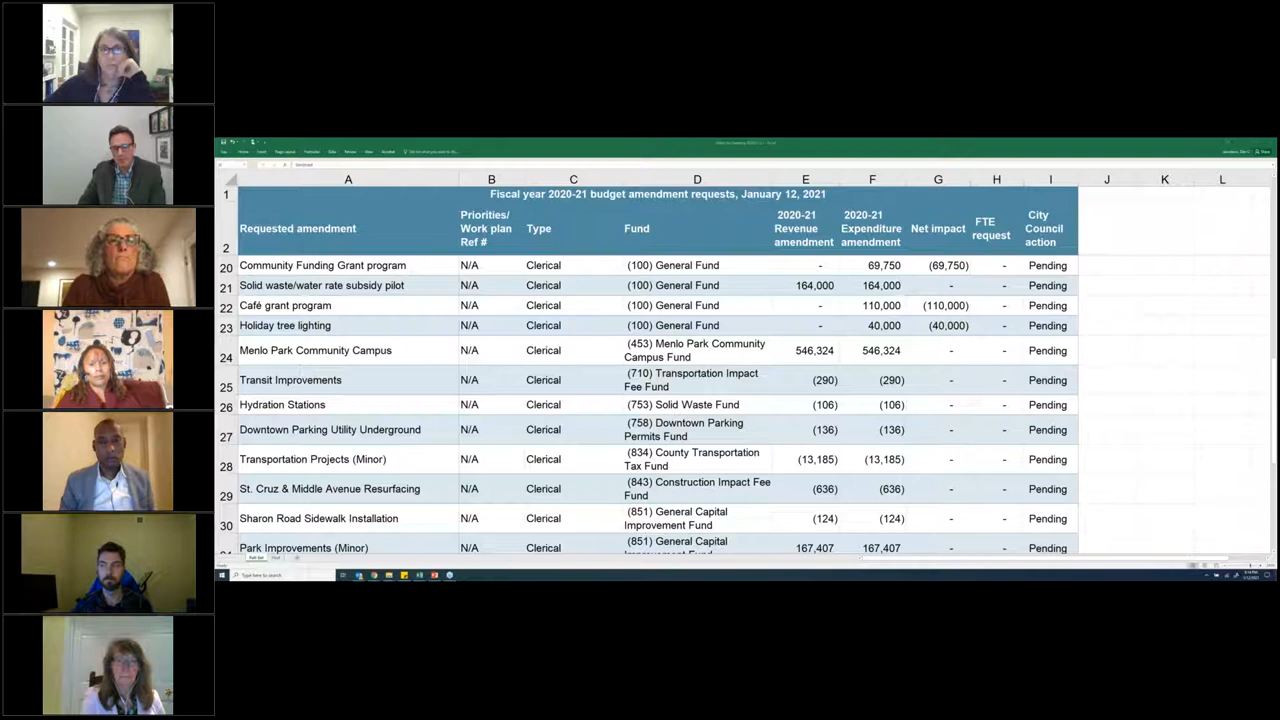 A B C D E F G H I J K L
1 Fiscal year 2020-21 budget amendment requests, January 12, 2021
2 Requested amendment Priorities/ Work plan Ref # Type Fund 2020-21 Revenue amendment 2020-21 Expenditure amendment Net impact FTE request City Council action
20 Community Funding Grant program N/A Clerical (100) General Fund - 69,750 (69,750) - Pending
21 Solid waste/water rate subsidy pilot N/A Clerical (100) General Fund 164,000 164,000 - - Pending
22 Café grant program N/A Clerical (100) General Fund - 110,000 (110,000) - Pending
23 Holiday tree lighting N/A Clerical (100) General Fund - 40,000 (40,000) - Pending
24 Menlo Park Community Campus N/A Clerical (453) Menlo Park Community Campus Fund 546,324 546,324 - - Pending
25 Transit Improvements N/A Clerical (710) Transportation Impact Fee Fund (290) (290) - - Pending
26 Hydration Stations N/A Clerical (753) Solid Waste Fund (106) (106) - - Pending
27 Downtown Parking Utility Underground N/A Clerical (758) Downtown Parking Permits Fund (136) (136) - - Pending
28 Transportation Projects (Minor) N/A Clerical (834) County Transportation Tax Fund (13,185) (13,185) - - Pending
29 St. Cruz & Middle Avenue Resurfacing N/A Clerical (843) Construction Impact Fee Fund (636) (636) - - Pending
30 Sharon Road Sidewalk Installation N/A Clerical (851) General Capital Improvement Fund (124) (124) - - Pending
Park Improvements (Minor) N/A Clerical (851) General Capital 167,407 167,407 - - Pending
Type here to search